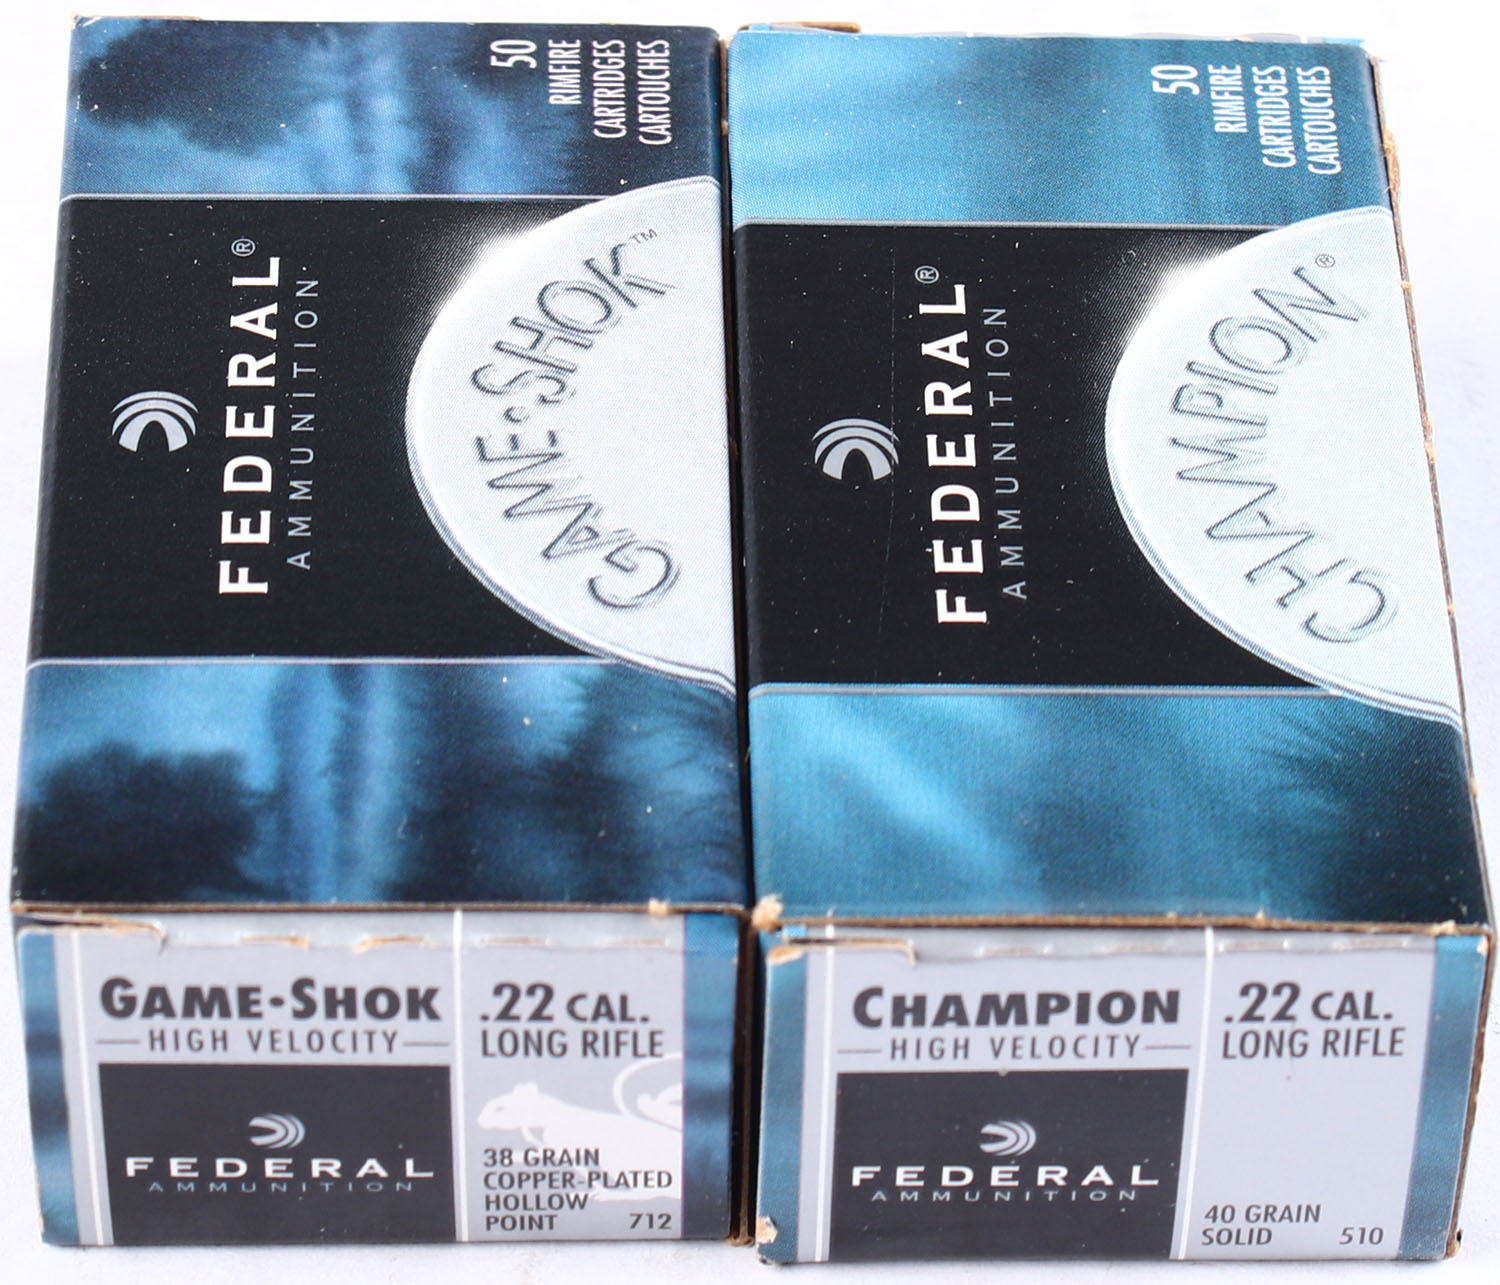 50
RIMFIRE
CARTRIDGES
CARTOUCHES
FEDERAL®
AMMUNITION
GAME•SHOK™
GAME•SHOK
HIGH VELOCITY
FEDERAL
AMMUNITION
.22 CAL.
LONG RIFLE
38 GRAIN
COPPER-PLATED
HOLLOW
POINT 712
50
RIMFIRE
CARTRIDGES
CARTOUCHES
FEDERAL®
AMMUNITION
CHAMPION®
CHAMPION
HIGH VELOCITY
FEDERAL
AMMUNITION
.22 CAL.
LONG RIFLE
40 GRAIN
SOLID 510